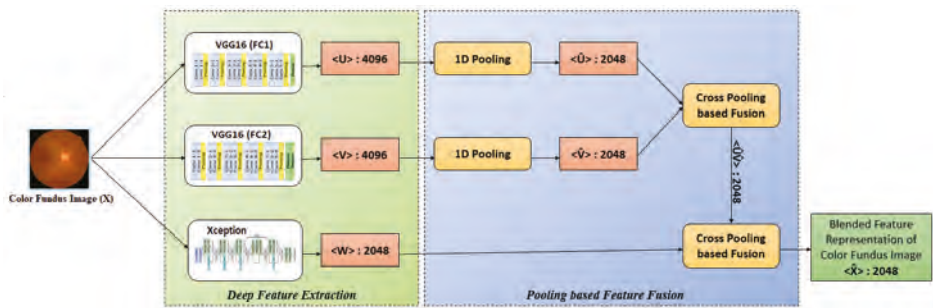 VGG16 (FC1)
<U> : 4096
1D Pooling
<Û> : 2048
Cross Pooling
based Fusion
VGG16 (FC2)
<V> : 4096
1D Pooling
<V̂> : 2048
<ÛV̂> : 2048
Color Fundus Image (X)
Xception
<W> : 2048
Cross Pooling
based Fusion
Blended Feature
Representation of
Color Fundus Image
<X̂> : 2048
Deep Feature Extraction
Pooling based Feature Fusion